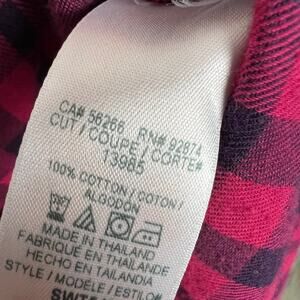 CA# 56266 RN# 92874
CUT / COUPE / CORTE#
13985
100% COTTON / COTON /
ALGODON
MADE IN THAILAND
FABRIQUE EN THAILANDE
HECHO EN TAILANDIA
STYLE / MODELE / ESTILO#